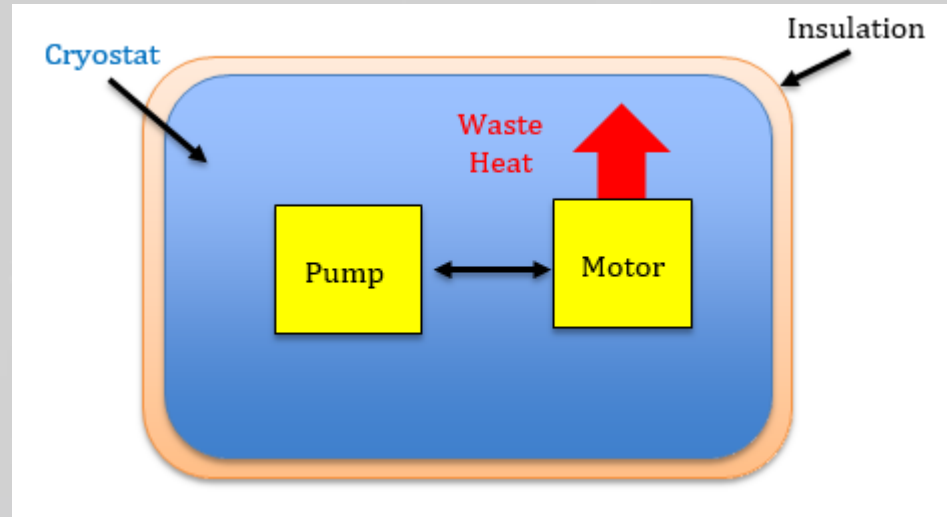 Insulation
Cryostat
Waste
Heat
Pump
Motor